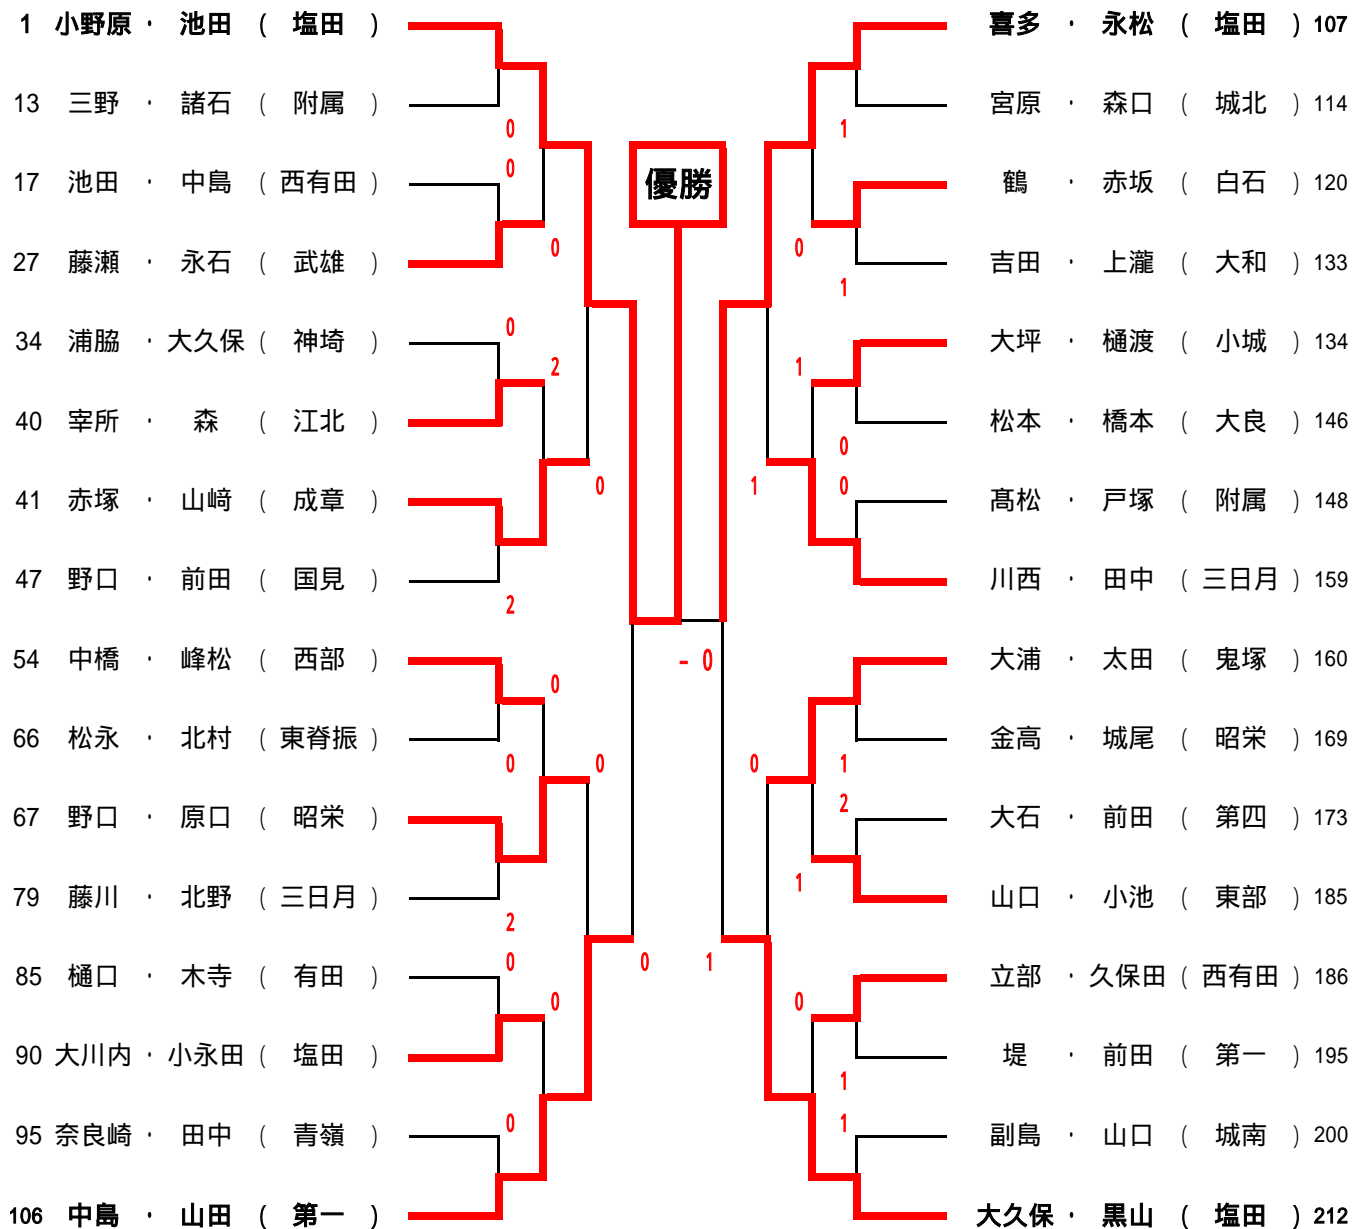 1 小野原 ・ 池田 ( 塩田 )
13 三野 ・ 諸石 ( 附属 )
0
0
17 池田 ・ 中島 ( 西有田 )
0
27 藤瀬 ・ 永石 ( 武雄 )
0
34 浦脇 ・ 大久保 ( 神埼 )
2
40 宰所 ・ 森 ( 江北 )
0
41 赤塚 ・ 山﨑 ( 成章 )
47 野口 ・ 前田 ( 国見 )
2
54 中橋 ・ 峰松 ( 西部 )
0
66 松永 ・ 北村 ( 東脊振 )
0 0
67 野口 ・ 原口 ( 昭栄 )
79 藤川 ・ 北野 ( 三日月 )
2
0
85 樋口 ・ 木寺 ( 有田 )
0
90 大川内 ・ 小永田 ( 塩田 )
0
95 奈良崎 ・ 田中 ( 青嶺 )
106 中島 ・ 山田 ( 第一 )
優勝
- 0
0 1
喜多 ・ 永松 ( 塩田 ) 107
宮原 ・ 森口 ( 城北 ) 114
1
鶴 ・ 赤坂 ( 白石 ) 120
0
吉田 ・ 上瀧 ( 大和 ) 133
1
大坪 ・ 樋渡 ( 小城 ) 134
1
松本 ・ 橋本 ( 大良 ) 146
0
1 0
髙松 ・ 戸塚 ( 附属 ) 148
川西 ・ 田中 ( 三日月 ) 159
大浦 ・ 太田 ( 鬼塚 ) 160
金高 ・ 城尾 ( 昭栄 ) 169
0 1
2
大石 ・ 前田 ( 第四 ) 173
1
山口 ・ 小池 ( 東部 ) 185
立部 ・ 久保田 ( 西有田 ) 186
0
堤 ・ 前田 ( 第一 ) 195
1
1
副島 ・ 山口 ( 城南 ) 200
大久保 ・ 黒山 ( 塩田 ) 212